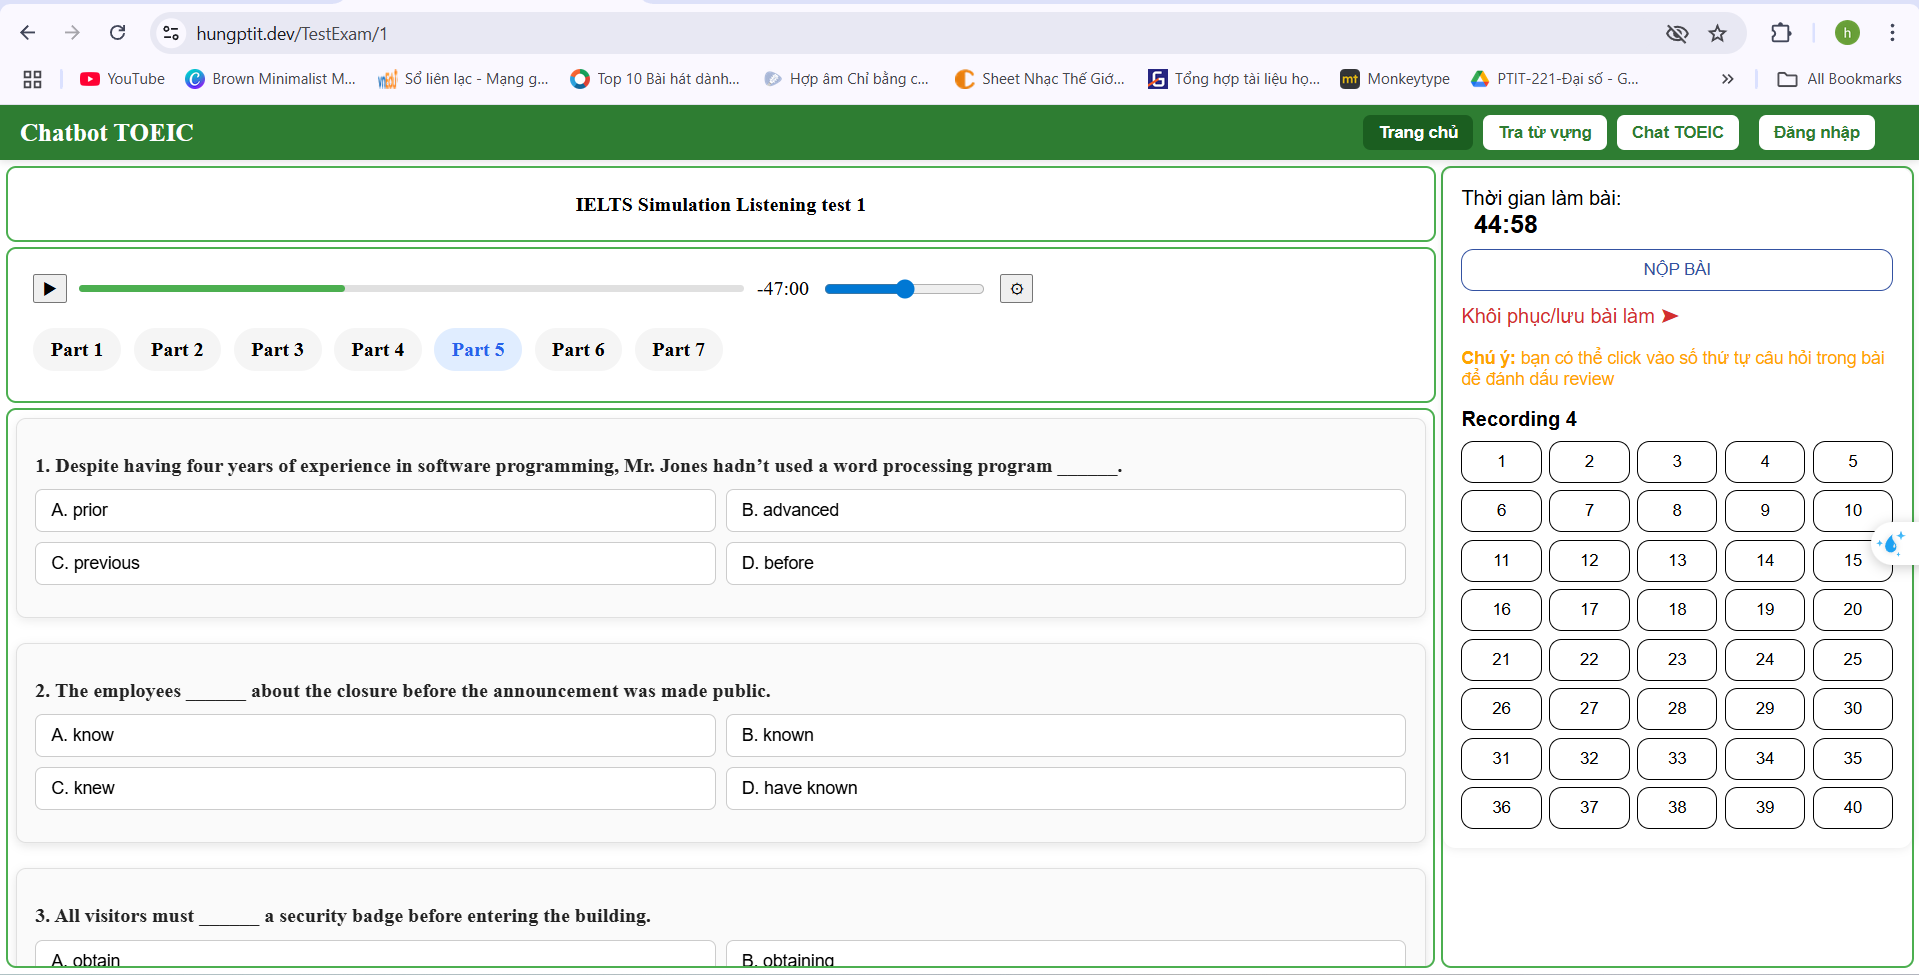 hungptit.dev/TestExam/1
h
YouTube
Brown Minimalist M...
Sổ liên lạc - Mạng g...
Top 10 Bài hát dành...
Hợp âm Chỉ bằng c...
Sheet Nhạc Thế Giớ...
Tổng hợp tài liệu họ...
mt Monkeytype
PTIT-221-Đại số - G...
»
All Bookmarks
Chatbot TOEIC
Trang chủ
Tra từ vựng
Chat TOEIC
Đăng nhập
IELTS Simulation Listening test 1
-47:00
Part 1
Part 2
Part 3
Part 4
Part 5
Part 6
Part 7
1. Despite having four years of experience in software programming, Mr. Jones hadn’t used a word processing program ______.
A. prior
B. advanced
C. previous
D. before
2. The employees ______ about the closure before the announcement was made public.
A. know
B. known
C. knew
D. have known
3. All visitors must ______ a security badge before entering the building.
A. obtain
B. obtaining
Thời gian làm bài:
44:58
NỘP BÀI
Khôi phục/lưu bài làm ➤
Chú ý: bạn có thể click vào số thứ tự câu hỏi trong bài
để đánh dấu review
Recording 4
1 2 3 4 5
6 7 8 9 10
11 12 13 14 15
16 17 18 19 20
21 22 23 24 25
26 27 28 29 30
31 32 33 34 35
36 37 38 39 40